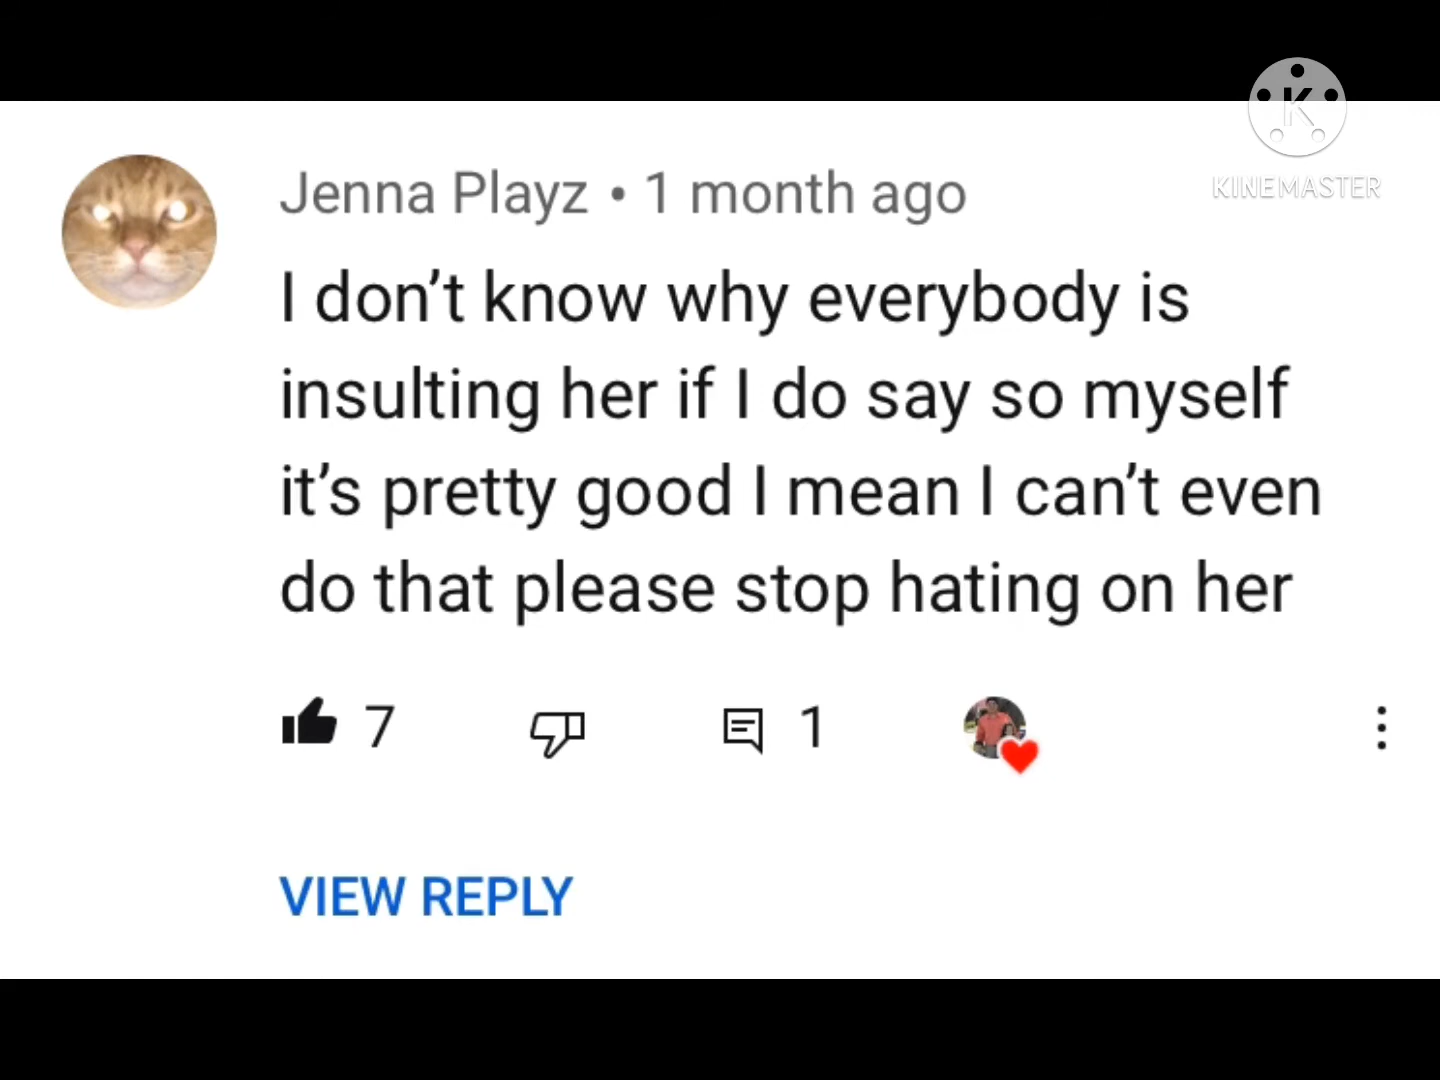 K
KINEMASTER
Jenna Playz • 1 month ago
I don’t know why everybody is
insulting her if I do say so myself
it’s pretty good I mean I can’t even
do that please stop hating on her
7 1
VIEW REPLY